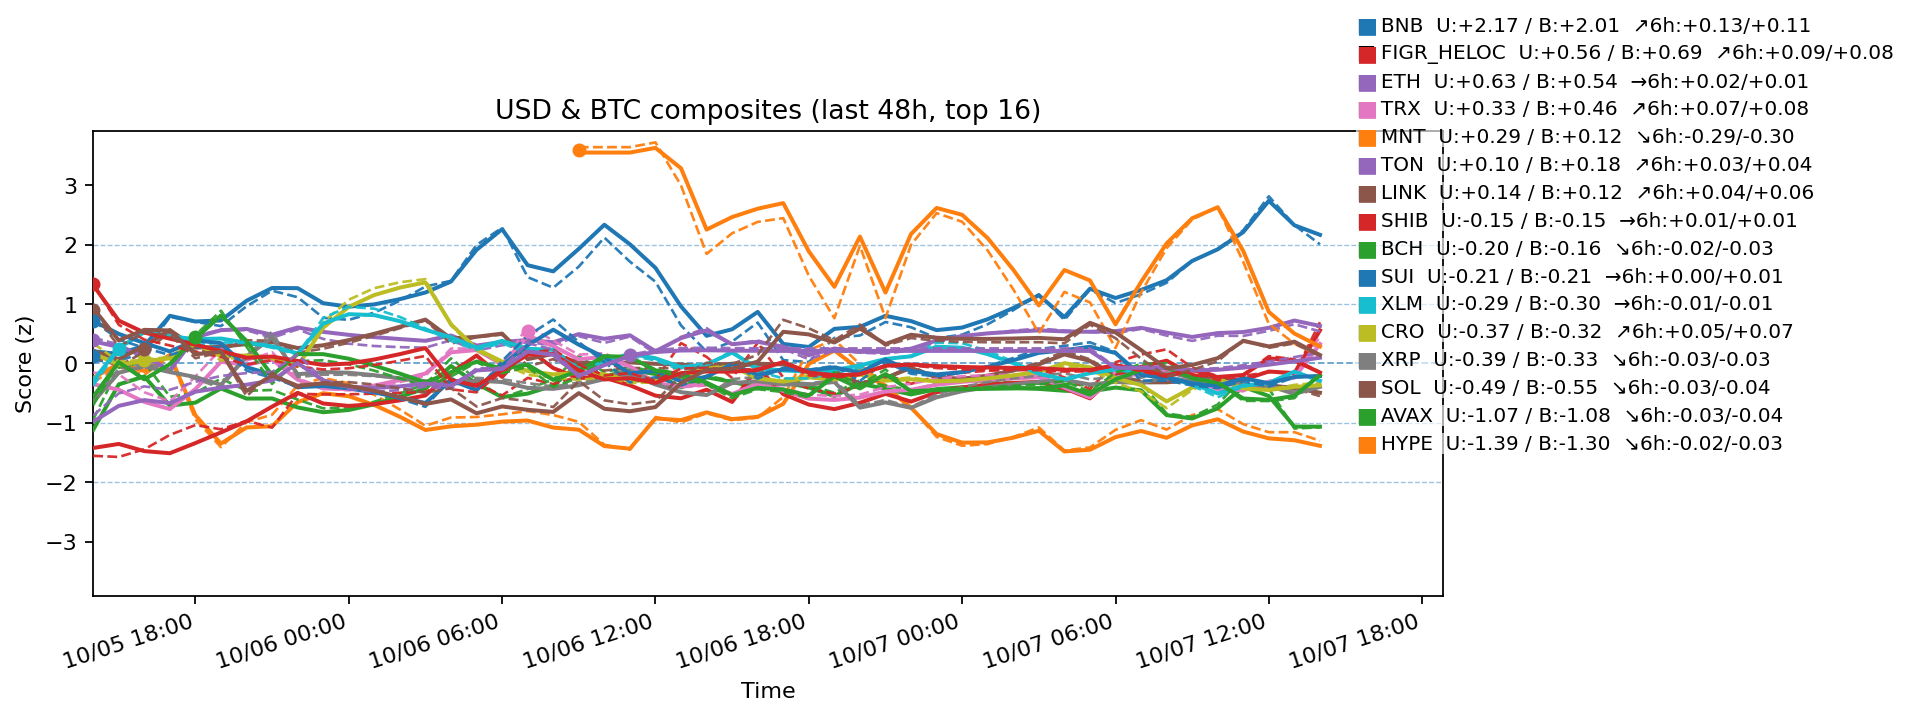 BNB  U:+2.17 / B:+2.01  ↗6h:+0.13/+0.11
FIGR_HELOC  U:+0.56 / B:+0.69  ↗6h:+0.09/+0.08
ETH  U:+0.63 / B:+0.54  →6h:+0.02/+0.01
TRX  U:+0.33 / B:+0.46  ↗6h:+0.07/+0.08
MNT  U:+0.29 / B:+0.12  ↘6h:-0.29/-0.30
TON  U:+0.10 / B:+0.18  ↗6h:+0.03/+0.04
LINK  U:+0.14 / B:+0.12  ↗6h:+0.04/+0.06
SHIB  U:-0.15 / B:-0.15  →6h:+0.01/+0.01
BCH  U:-0.20 / B:-0.16  ↘6h:-0.02/-0.03
SUI  U:-0.21 / B:-0.21  →6h:+0.00/+0.01
XLM  U:-0.29 / B:-0.30  →6h:-0.01/-0.01
CRO  U:-0.37 / B:-0.32  ↗6h:+0.05/+0.07
XRP  U:-0.39 / B:-0.33  ↘6h:-0.03/-0.03
SOL  U:-0.49 / B:-0.55  ↘6h:-0.03/-0.04
AVAX  U:-1.07 / B:-1.08  ↘6h:-0.03/-0.04
HYPE  U:-1.39 / B:-1.30  ↘6h:-0.02/-0.03
USD & BTC composites (last 48h, top 16)
Score (z)
3
2
1
0
−1
−2
−3
10/05 18:00
10/06 00:00
10/06 06:00
10/06 12:00
10/06 18:00
10/07 00:00
10/07 06:00
10/07 12:00
10/07 18:00
Time